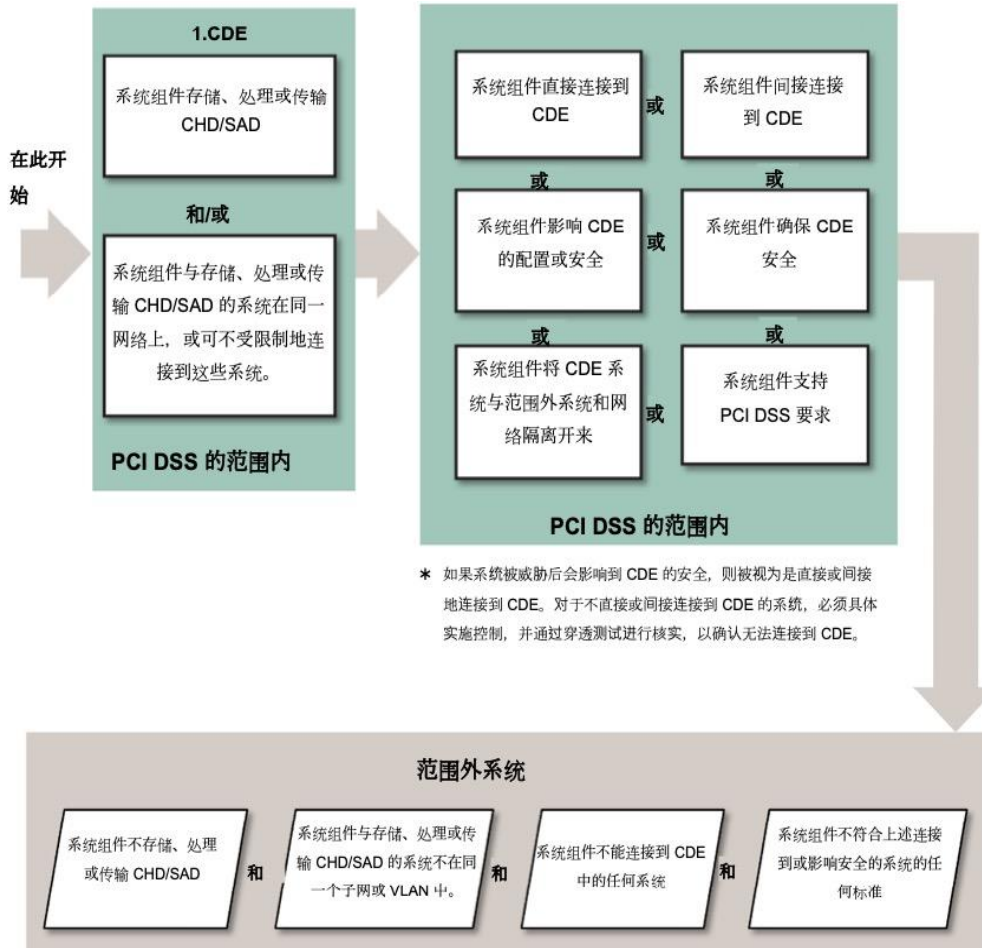 在此开
始
1.CDE
系统组件存储、处理或传输
CHD/SAD
和/或
系统组件与存储、处理或传
输 CHD/SAD 的系统在同一
网络上，或可不受限制地连
接到这些系统。
PCI DSS 的范围内
系统组件直接连接到
CDE
或
系统组件间接连接
到 CDE
或
或
系统组件影响 CDE
的配置或安全
或
系统组件确保 CDE
安全
或
或
系统组件将 CDE 系
统与范围外系统和网
络隔离开来
或
系统组件支持
PCI DSS 要求
PCI DSS 的范围内
* 如果系统被威胁后会影响到 CDE 的安全，则被视为是直接或间接
地连接到 CDE。对于不直接或间接连接到 CDE 的系统，必须具体
实施控制，并通过穿透测试进行核实，以确认无法连接到 CDE。
范围外系统
系统组件不存储、处理
或传输 CHD/SAD
和
系统组件与存储、处理或传
输 CHD/SAD 的系统不在同
一个子网或 VLAN 中。
和
系统组件不能连接到 CDE
中的任何系统
和
系统组件不符合上述连接
到或影响安全的系统的任
何标准